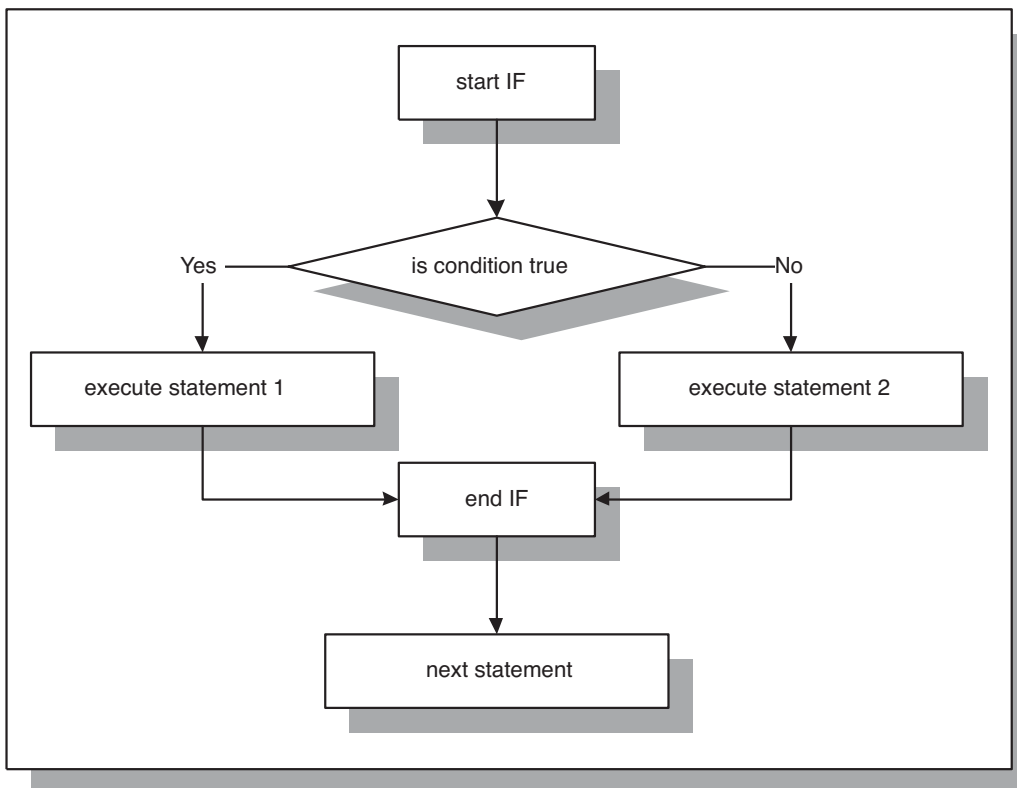 start IF
is condition true
Yes
No
execute statement 1
execute statement 2
end IF
next statement